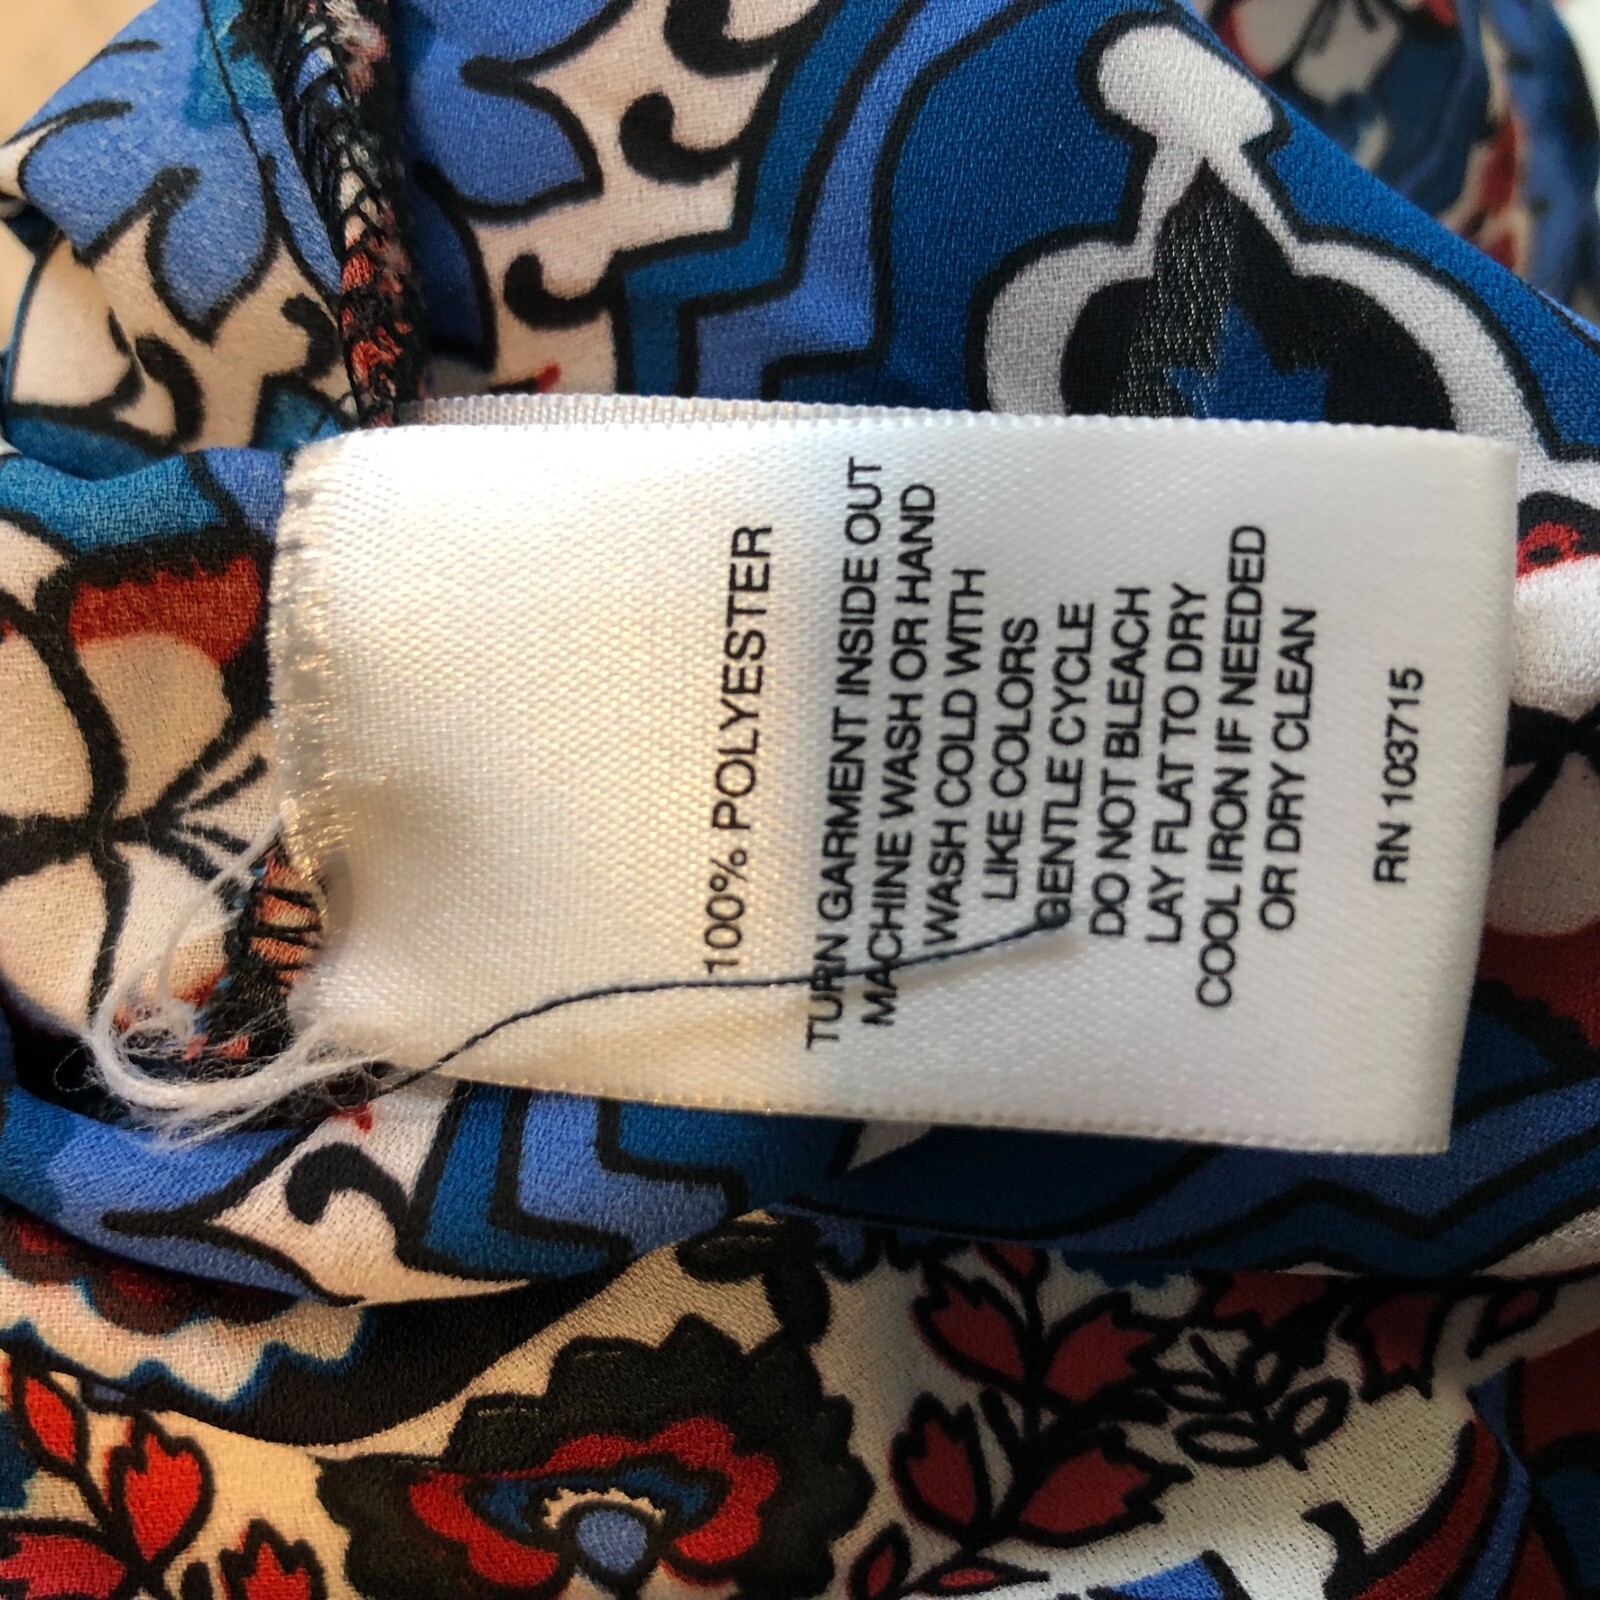 100% POLYESTER
TURN GARMENT INSIDE OUT
MACHINE WASH OR HAND
WASH COLD WITH
LIKE COLORS
GENTLE CYCLE
DO NOT BLEACH
LAY FLAT TO DRY
COOL IRON IF NEEDED
OR DRY CLEAN
RN 103715